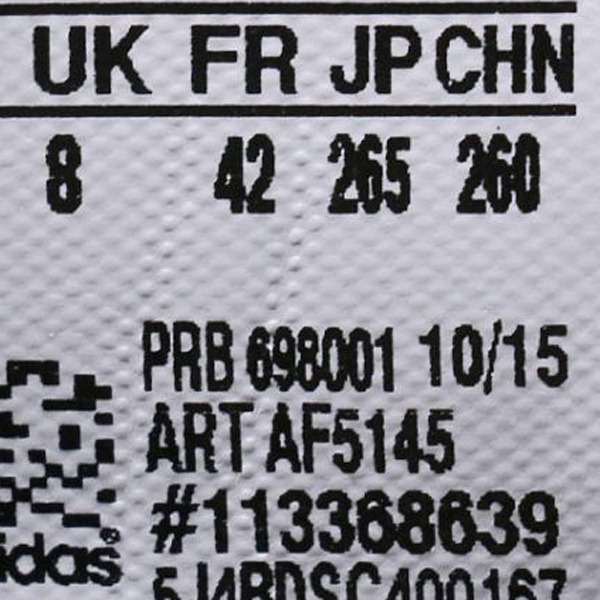 UK FR JP CHN
8 42 265 260
PRB 698001 10/15
ART AF5145
#113368639